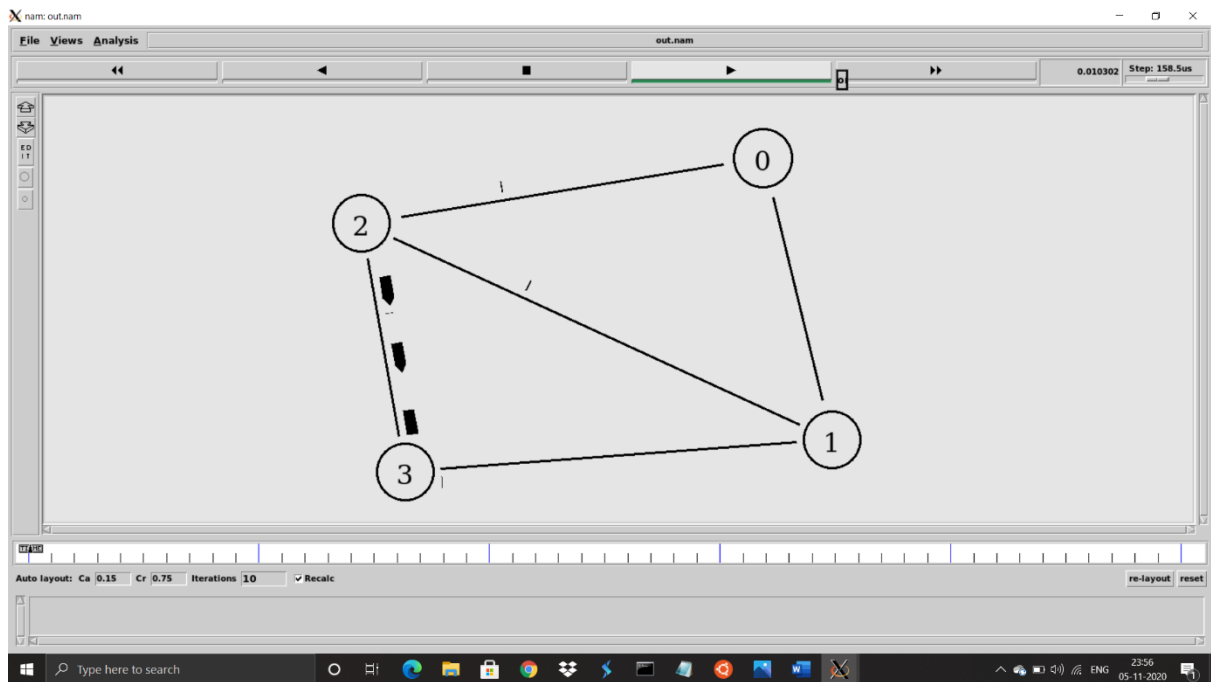 nam: out.nam
File Views Analysis out.nam
0.010302 Step: 158.5us
ED
IT
0
2
1
3
TIME
Auto layout: Ca 0.15 Cr 0.75 Iterations 10 Recalc re-layout reset
Type here to search
ENG 23:56
05-11-2020